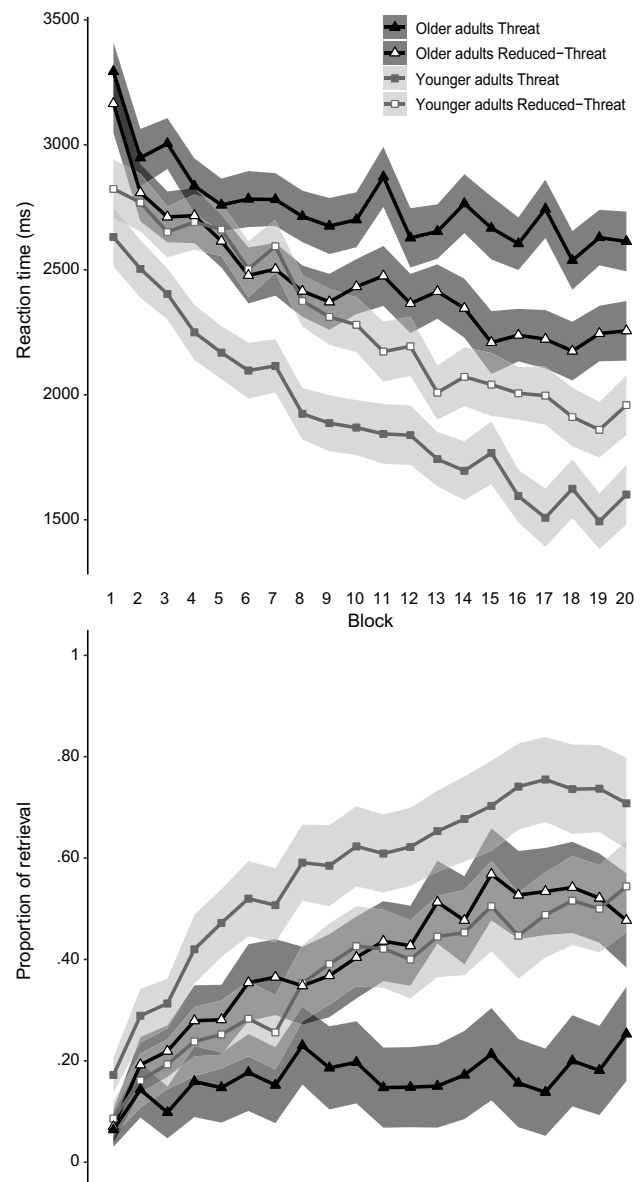 3500
3000
2500
2000
1500
Reaction time (ms)
Older adults Threat
Older adults Reduced−Threat
Younger adults Threat
Younger adults Reduced−Threat
1 2 3 4 5 6 7 8 9 10 11 12 13 14 15 16 17 18 19 20
Block
1
.80
.60
.40
.20
0
Proportion of retrieval